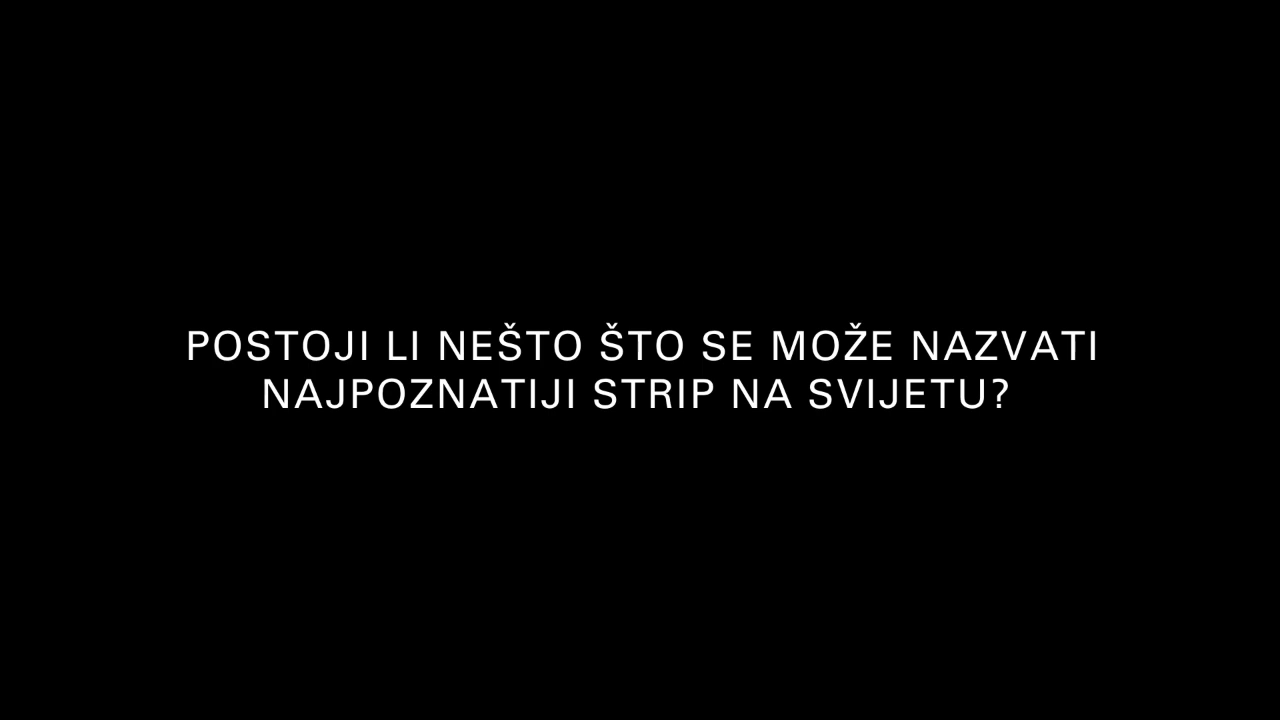 POSTOJI LI NEŠTO ŠTO SE MOŽE NAZVATI
NAJPOZNATIJI STRIP NA SVIJETU?